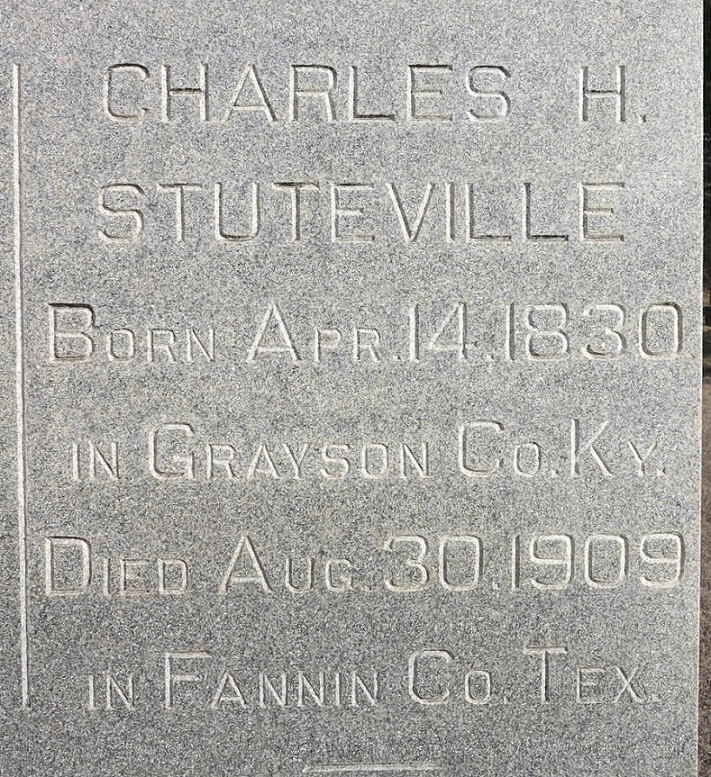 CHARLES H.
STUTEVILLE
BORN APR. 14. 1830
IN GRAYSON CO. KY.
DIED AUG. 30. 1909
IN FANNIN CO. TEX.